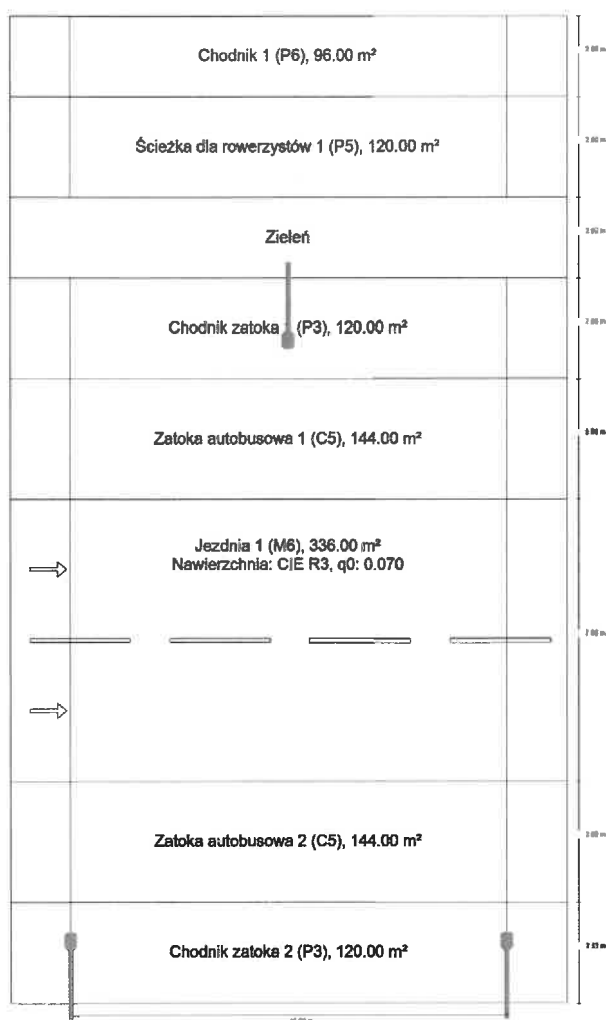 Chodnik 1 (P6), 96.00 m²
Ścieżka dla rowerzystów 1 (P5), 120.00 m²
Zieleń
Chodnik zatoka (P3), 120.00 m²
Zatoka autobusowa 1 (C5), 144.00 m²
Jezdnia 1 (M6), 336.00 m²
Nawierzchnia: CIE R3, q0: 0.070
Zatoka autobusowa 2 (C5), 144.00 m²
Chodnik zatoka 2 (P3), 120.00 m²